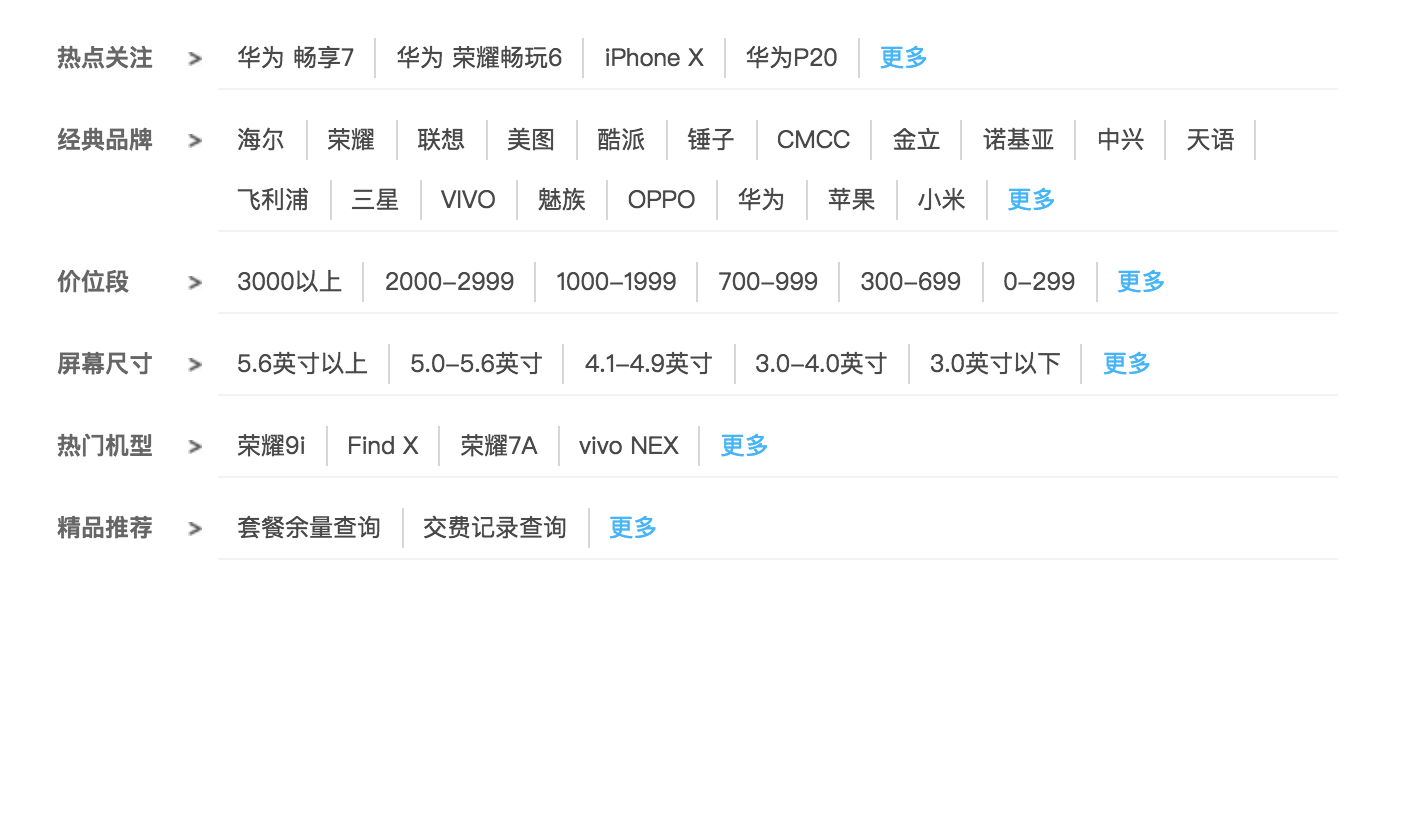 热点关注 > 华为 畅享7 华为 荣耀畅玩6 iPhone X 华为P20 更多
经典品牌 > 海尔 荣耀 联想 美图 酷派 锤子 CMCC 金立 诺基亚 中兴 天语
飞利浦 三星 VIVO 魅族 OPPO 华为 苹果 小米 更多
价位段 > 3000以上 2000-2999 1000-1999 700-999 300-699 0-299 更多
屏幕尺寸 > 5.6英寸以上 5.0-5.6英寸 4.1-4.9英寸 3.0-4.0英寸 3.0英寸以下 更多
热门机型 > 荣耀9i Find X 荣耀7A vivo NEX 更多
精品推荐 > 套餐余量查询 交费记录查询 更多